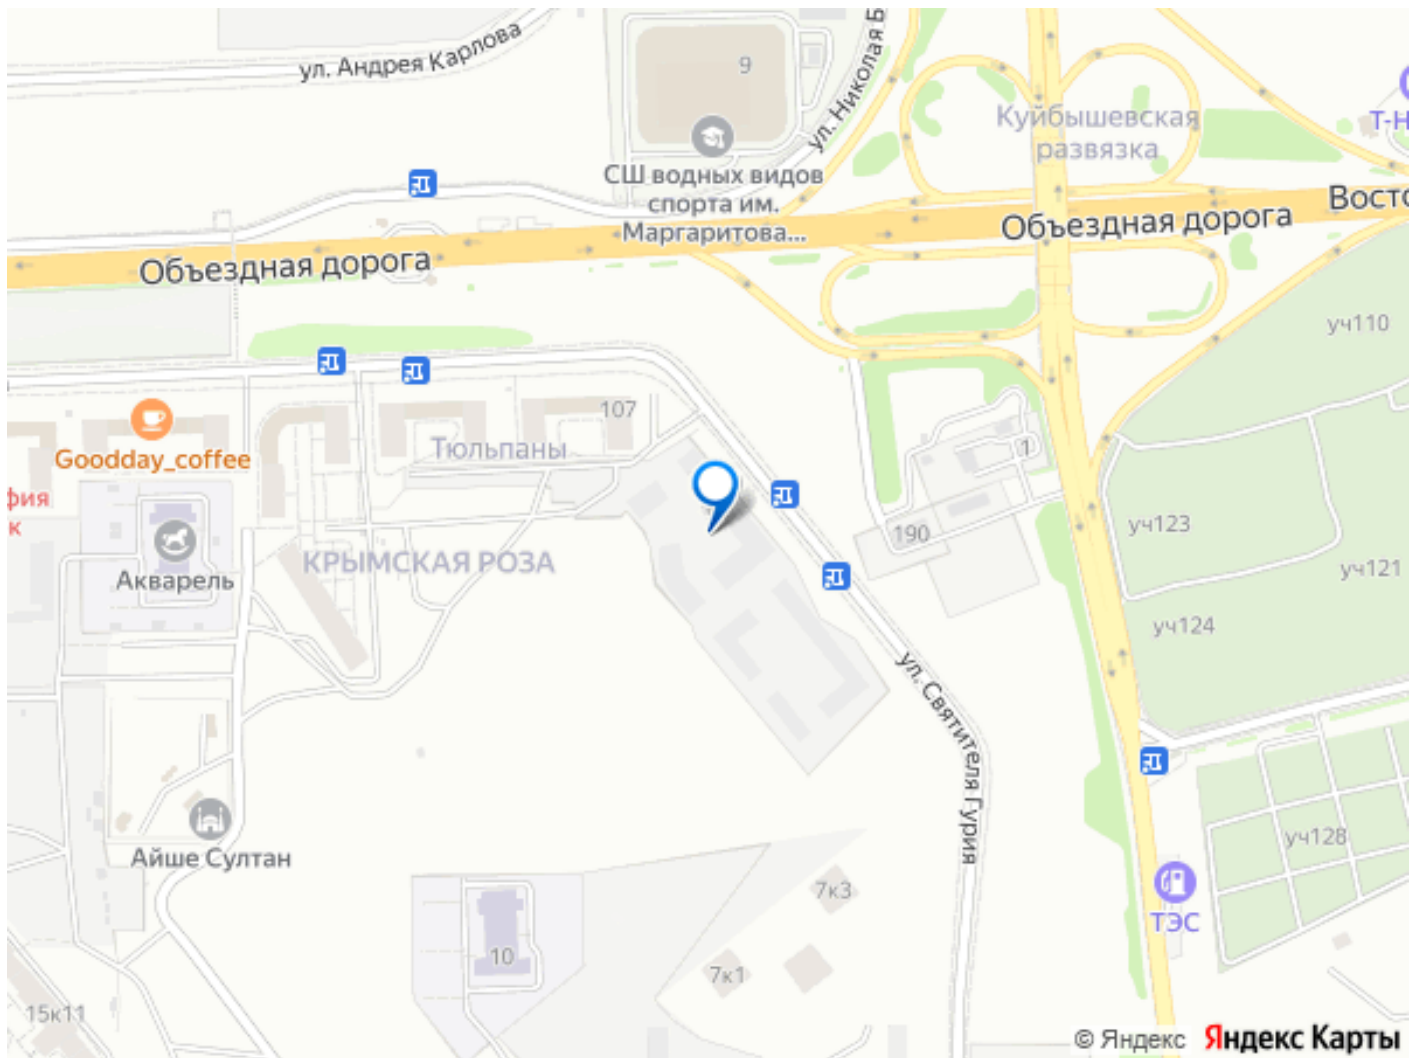 ул. Андрея Карлова
9
ул. Николая Б
Куйбышевская
развязка
Т-Н
СШ водных видов
спорта им.
Маргаритова...
Восто
Объездная дорога
Объездная дорога
уч110
107
Тюльпаны
Goodday_coffee
фия
к
1
190
уч123
КРЫМСКАЯ РОЗА
Акварель
уч121
уч124
ул. Святителя Гурия
уч128
Айше Султан
7к3
ТЭС
10
7к1
15к11
© Яндекс Яндекс Карты